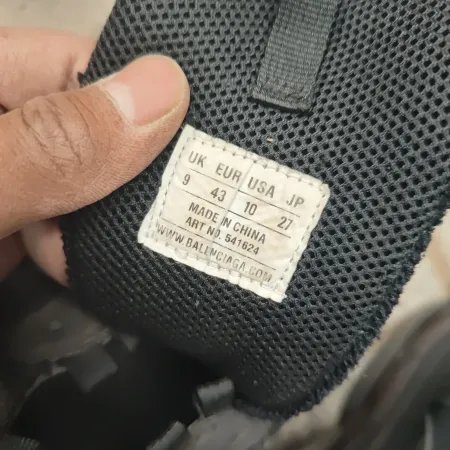 UK EUR USA JP
9 43 10 27
MADE IN CHINA
ART NO. 541624
WWW.BALENCIAGA.COM